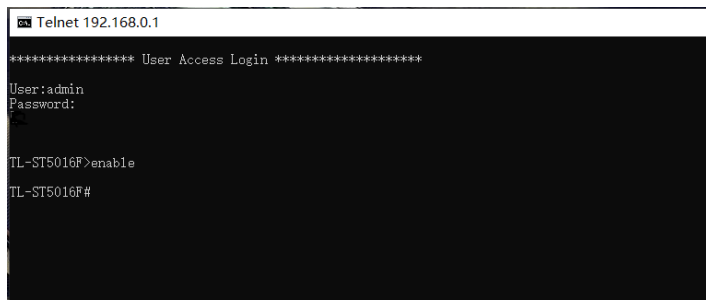 Telnet 192.168.0.1
***************** User Access Login ********************
User:admin
Password:
TL-ST5016F>enable
TL-ST5016F#